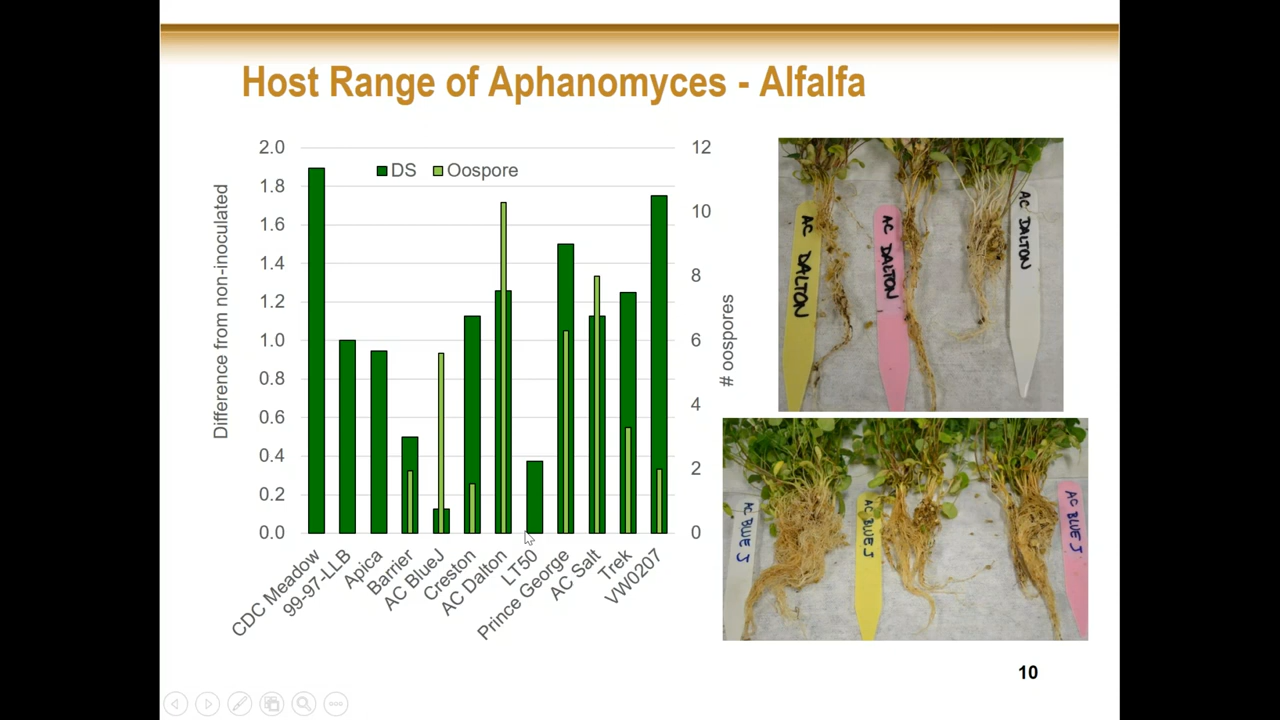 Host Range of Aphanomyces - Alfalfa
DS
Oospore
Difference from non-inoculated
2.0
1.8
1.6
1.4
1.2
1.0
0.8
0.6
0.4
0.2
0.0
12
10
8
6
4
2
0
# oospores
CDC Meadow
99-97-LLB
Apica
Barrier
AC BlueJ
Creston
AC Dalton
LT50
Prince George
AC Salt
Trek
VW0207
AC DALTON
AC DALTON
AC DALTON
AC BLUE J
AC BLUE J
AC BLUE J
10